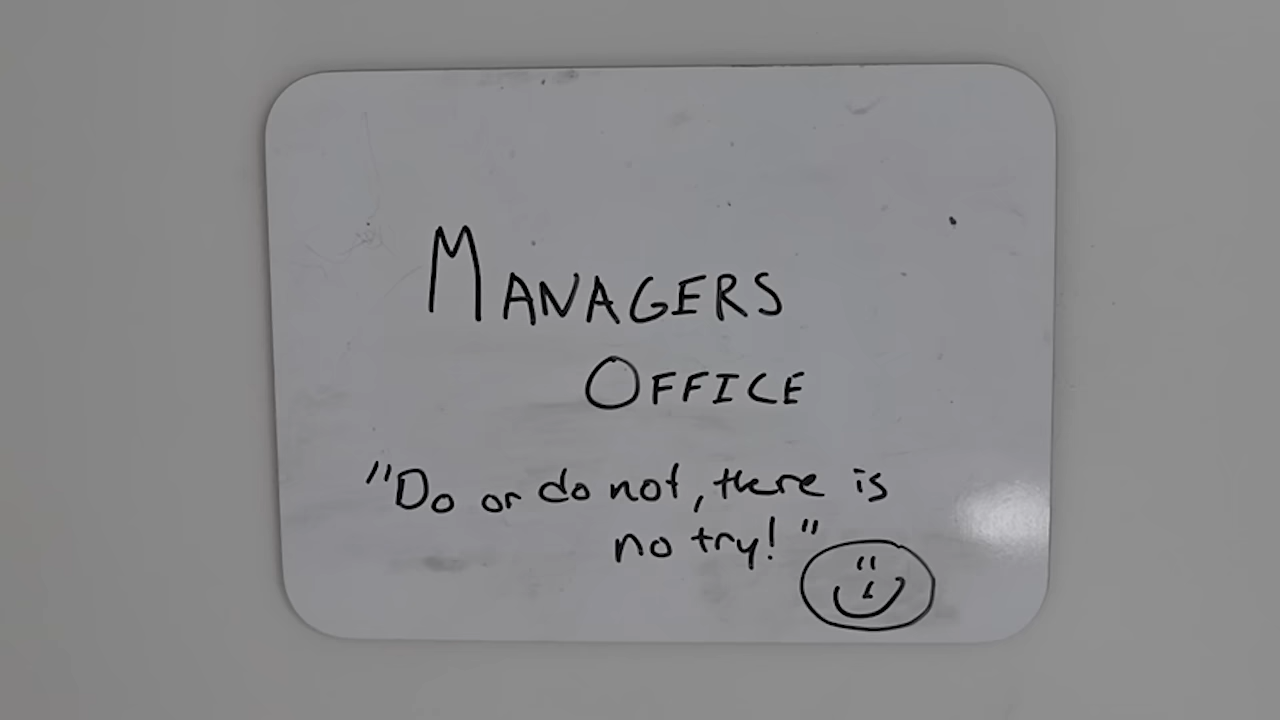 MANAGERS
OFFICE
"Do or do not, there is
no try!"